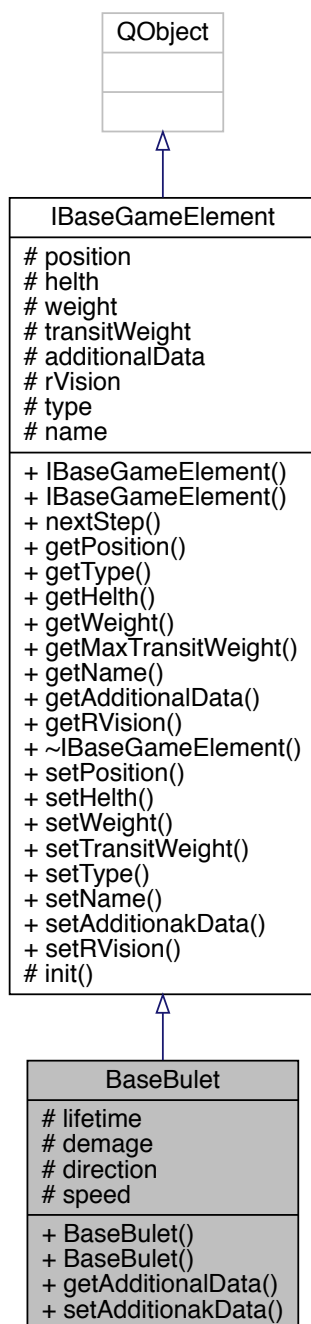 QObject
IBaseGameElement
# position
# helth
# weight
# transitWeight
# additionalData
# rVision
# type
# name
+ IBaseGameElement()
+ IBaseGameElement()
+ nextStep()
+ getPosition()
+ getType()
+ getHelth()
+ getWeight()
+ getMaxTransitWeight()
+ getName()
+ getAdditionalData()
+ getRVision()
+ ~IBaseGameElement()
+ setPosition()
+ setHelth()
+ setWeight()
+ setTransitWeight()
+ setType()
+ setName()
+ setAdditionakData()
+ setRVision()
# init()
BaseBulet
# lifetime
# demage
# direction
# speed
+ BaseBulet()
+ BaseBulet()
+ getAdditionalData()
+ setAdditionakData()